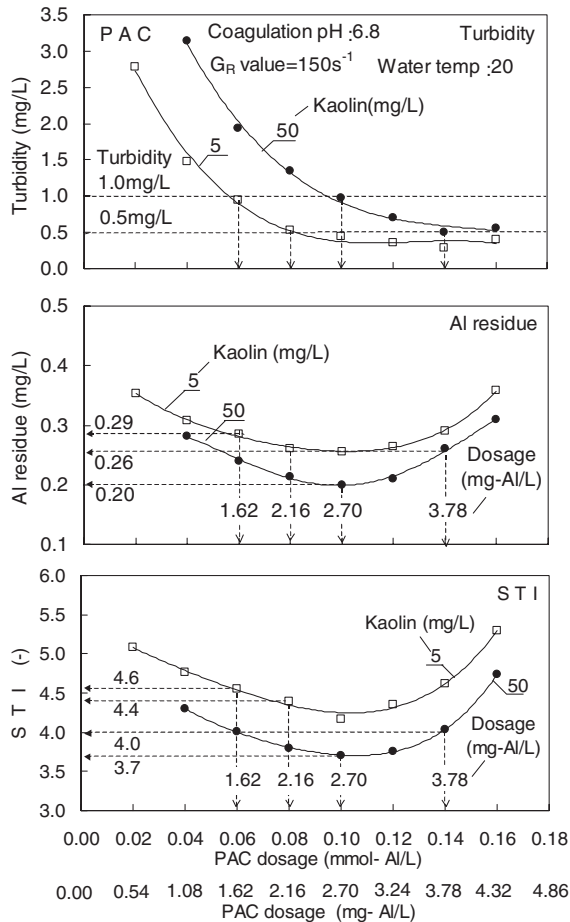 P A C
Coagulation pH :6.8
Turbidity
G_R value=150s⁻¹
Water temp :20
Kaolin(mg/L)
50
5
Turbidity
1.0mg/L
0.5mg/L
3.5
3.0
2.5
2.0
1.5
1.0
0.5
0.0
Turbidity (mg/L)
Al residue
Kaolin (mg/L)
5
50
0.29
0.26
0.20
Dosage
(mg-Al/L)
1.62 2.16 2.70 3.78
0.5
0.4
0.3
0.2
0.1
Al residue (mg/L)
S T I
Kaolin (mg/L)
5
50
4.6
4.4
4.0
3.7
Dosage
(mg-Al/L)
1.62 2.16 2.70 3.78
6.0
5.5
5.0
4.5
4.0
3.5
3.0
S T I (-)
0.00 0.02 0.04 0.06 0.08 0.10 0.12 0.14 0.16 0.18
PAC dosage (mmol- Al/L)
0.00 0.54 1.08 1.62 2.16 2.70 3.24 3.78 4.32 4.86
PAC dosage (mg- Al/L)